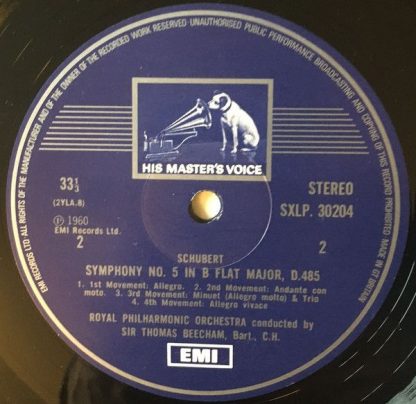 EMI RECORDS LTD ALL RIGHTS OF THE MANUFACTURER AND OF THE OWNER OF THE RECORDED WORK RESERVED UNAUTHORISED PUBLIC PERFORMANCE BROADCASTING AND COPYING OF THIS RECORD PROHIBITED MADE IN GT BRITAIN
HIS MASTER'S VOICE
33⅓
(2YLA.8)
℗ 1960
EMI Records Ltd.
2
STEREO
SXLP. 30204
2
SCHUBERT
SYMPHONY NO. 5 IN B FLAT MAJOR, D.485
1. 1st Movement: Allegro. 2. 2nd Movement: Andante con
moto. 3. 3rd Movement: Minuet (Allegro molto) & Trio
4. 4th Movement: Allegro vivace
ROYAL PHILHARMONIC ORCHESTRA conducted by
SIR THOMAS BEECHAM, Bart., C.H.
EMI